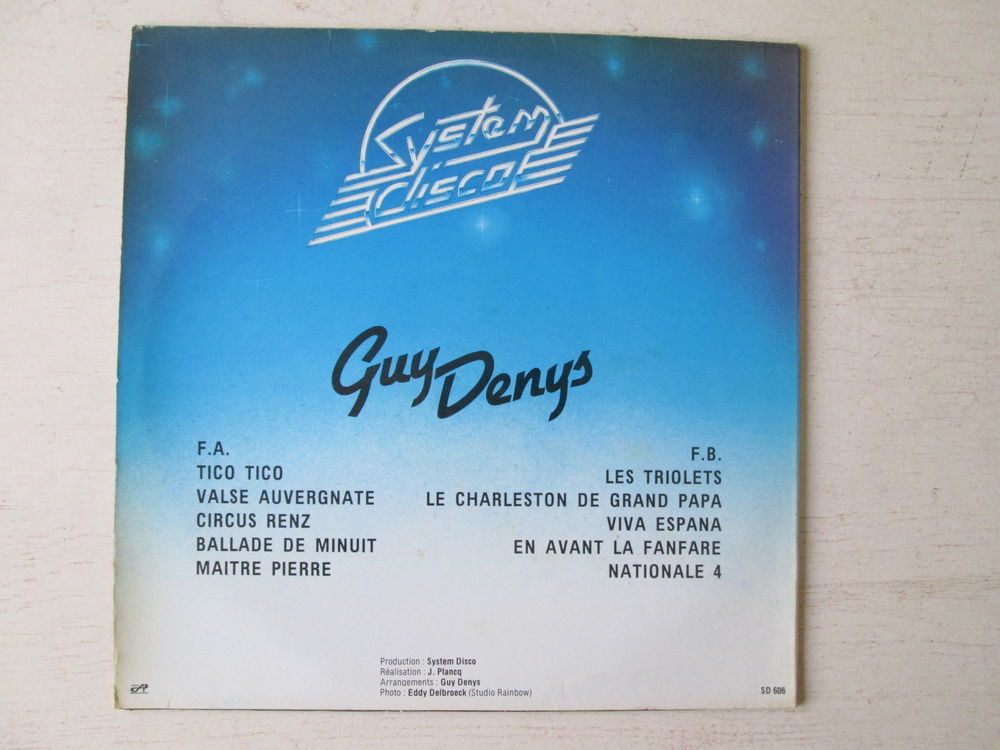 System
disco
Guy Denys
F.A.
TICO TICO
VALSE AUVERGNATE
CIRCUS RENZ
BALLADE DE MINUIT
MAITRE PIERRE
F.B.
LES TRIOLETS
LE CHARLESTON DE GRAND PAPA
VIVA ESPANA
EN AVANT LA FANFARE
NATIONALE 4
Production : System Disco
Réalisation : J. Plancq
Arrangements : Guy Denys
Photo : Eddy Delbroeck (Studio Rainbow)
SD 606